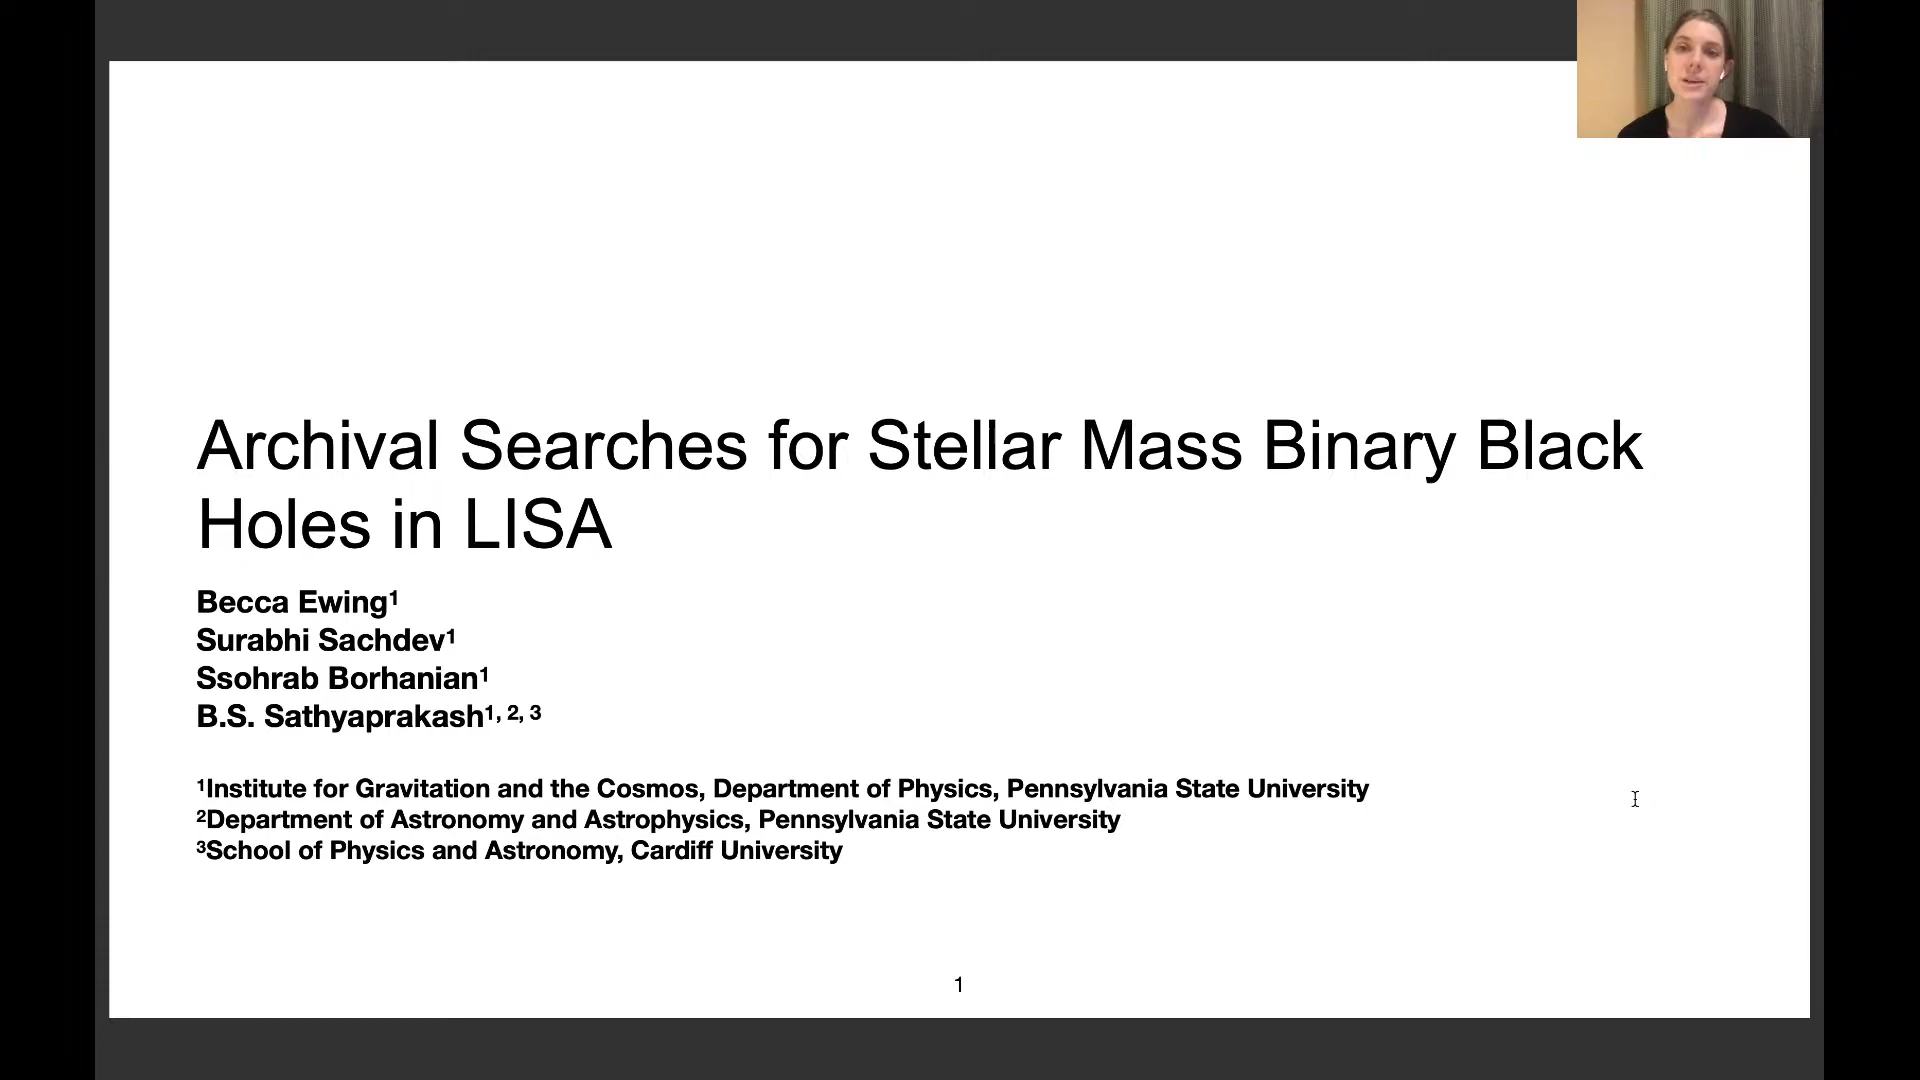 Archival Searches for Stellar Mass Binary Black
Holes in LISA
Becca Ewing¹
Surabhi Sachdev¹
Ssohrab Borhanian¹
B.S. Sathyaprakash¹, ², ³
¹Institute for Gravitation and the Cosmos, Department of Physics, Pennsylvania State University
²Department of Astronomy and Astrophysics, Pennsylvania State University
³School of Physics and Astronomy, Cardiff University
1